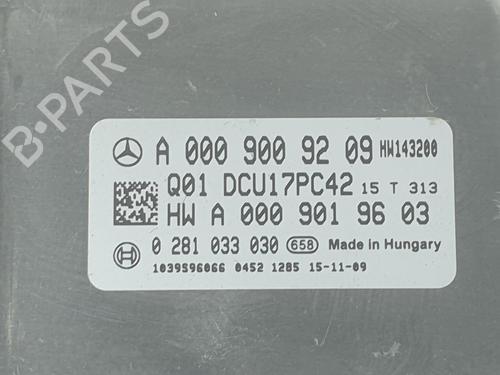 B-PARTS
A 000 900 92 09 HW143200
Q01 DCU17PC42 15 T 313
HW A 000 901 96 03
0 281 033 030 658 Made in Hungary
1039S96066 0452 1285 15-11-09